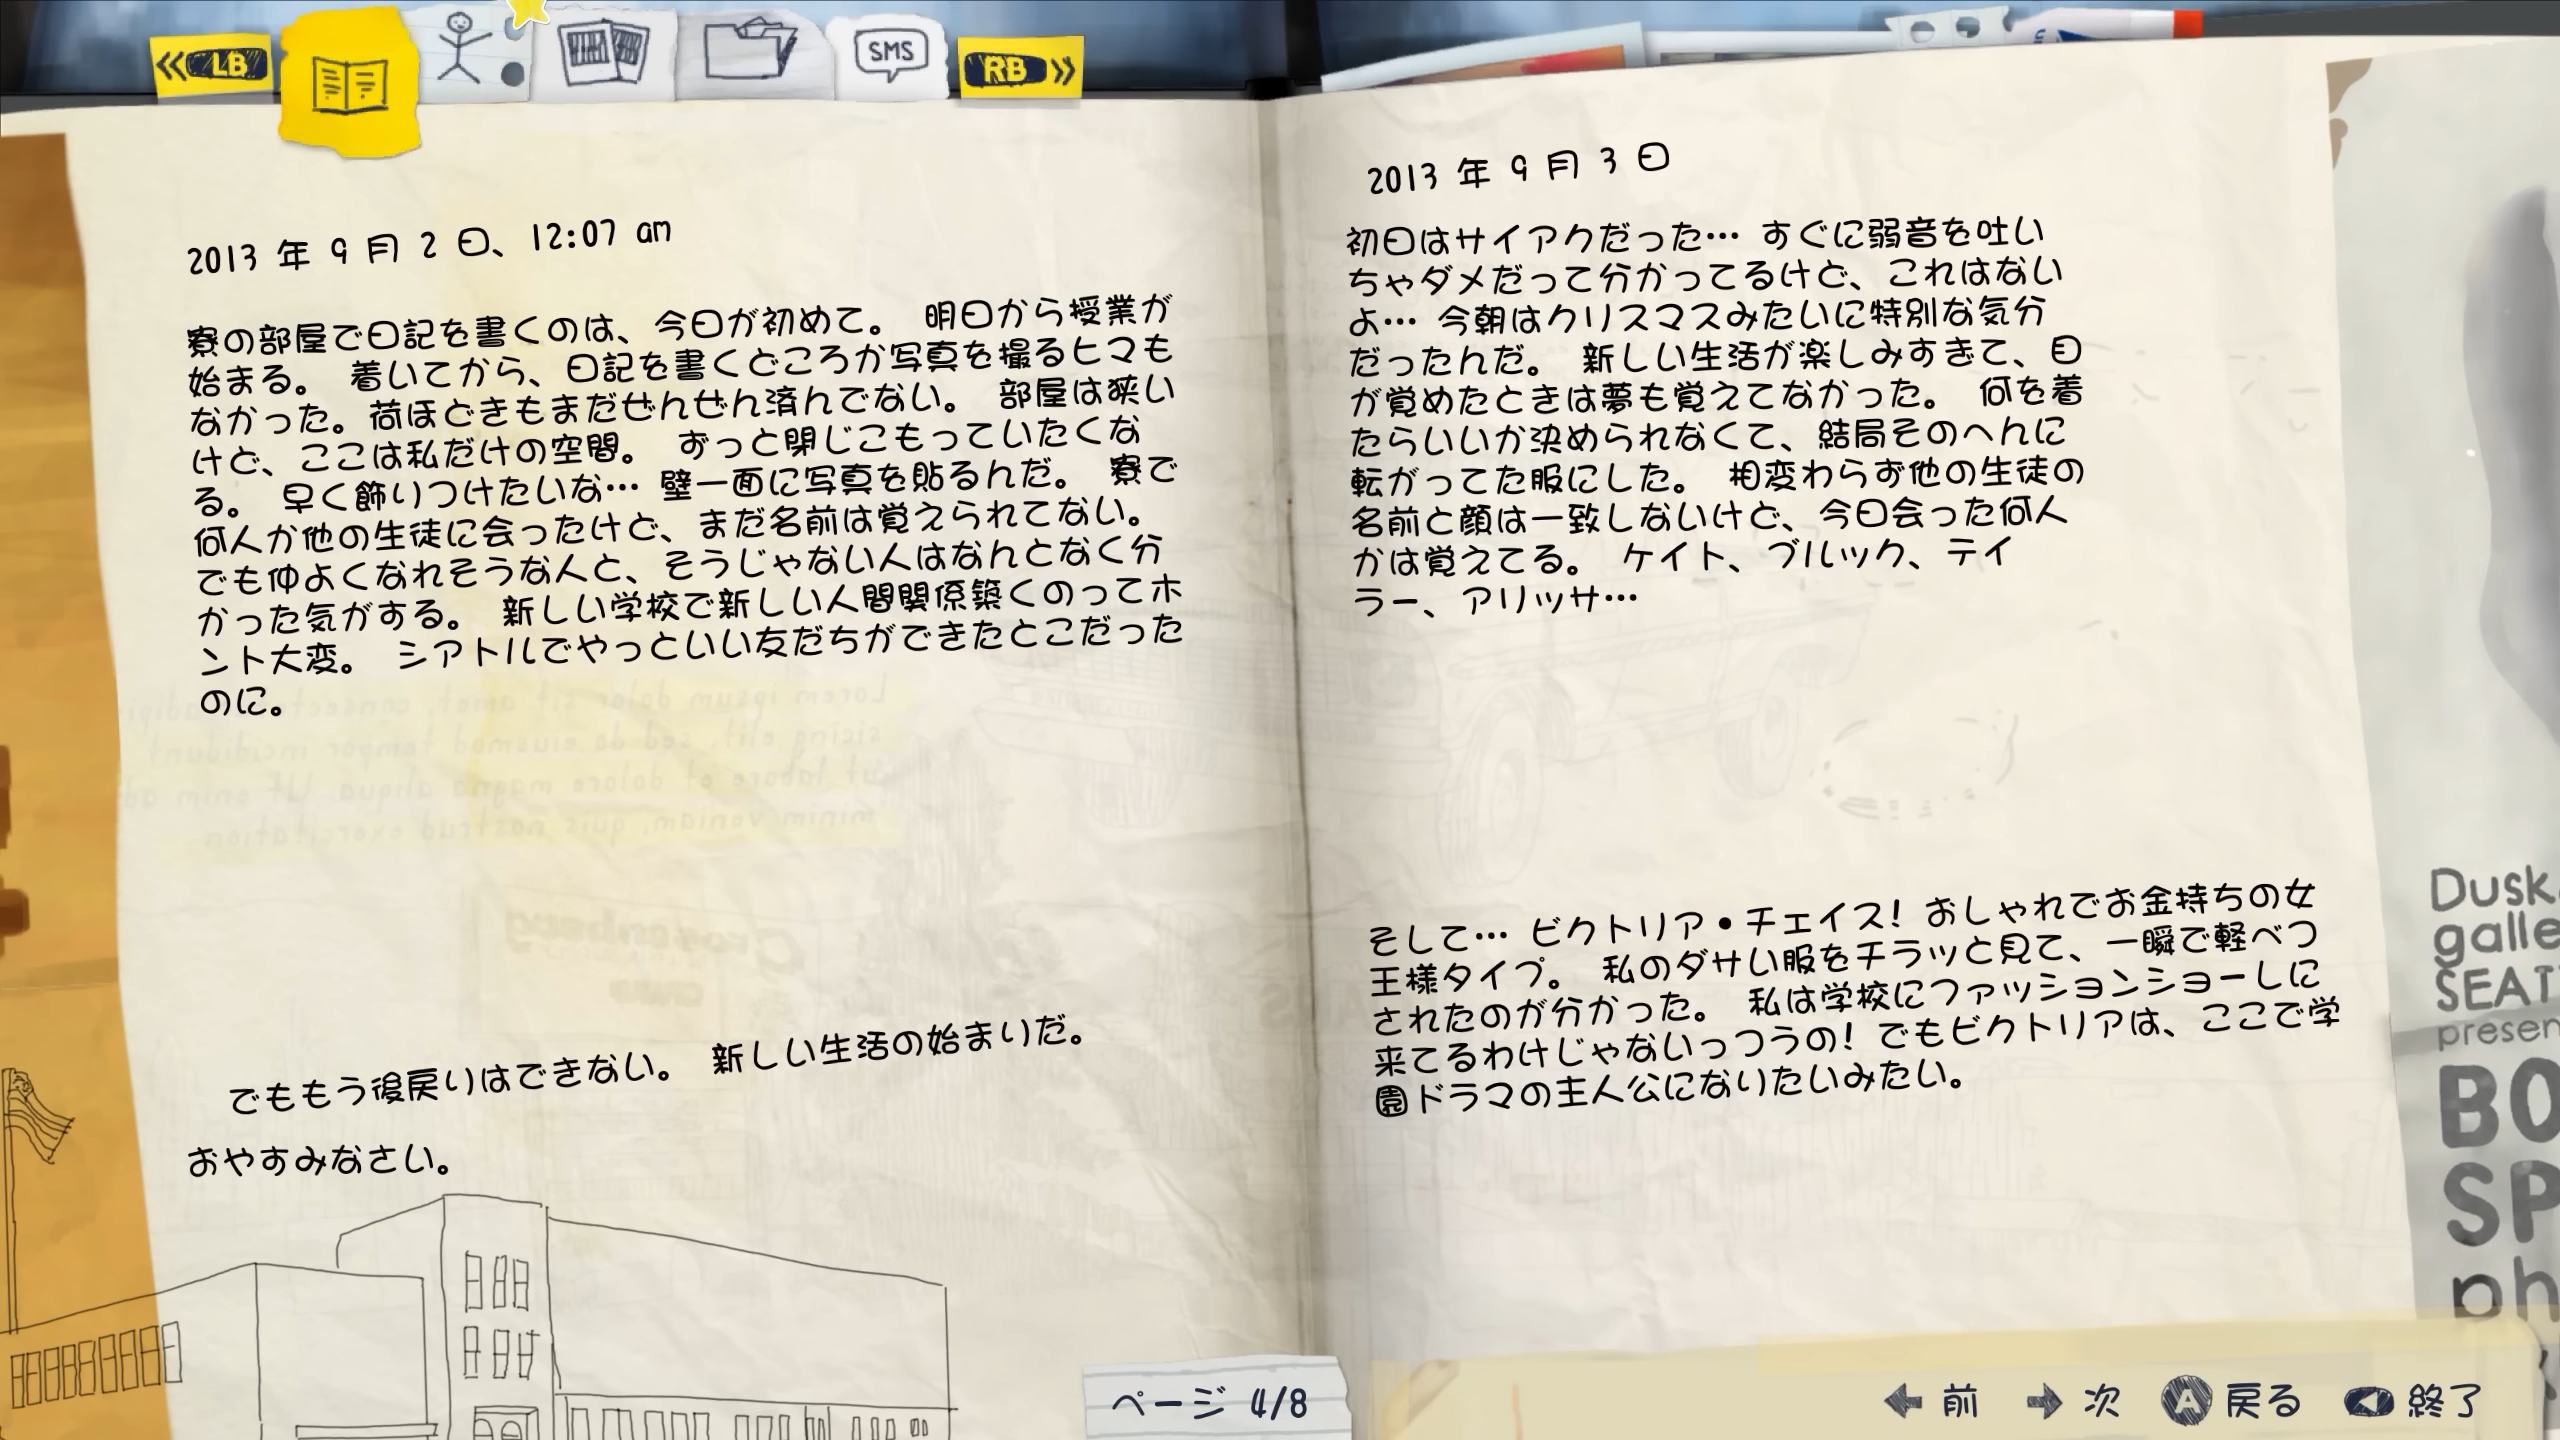 LB
SMS
RB
2013 年 9 月 2 日、12:07 am
寮の部屋で日記を書くのは、今日が初めて。 明日から授業が
始まる。 着いてから、日記を書くどころか写真を撮るヒマも
なかった。荷ほどきもまだぜんぜん済んでない。 部屋は狭い
けど、ここは私だけの空間。 ずっと閉じこもっていたくな
る。 早く飾りつけたいな… 壁一面に写真を貼るんだ。 寮で
何人か他の生徒に会ったけど、まだ名前は覚えられてない。
でも仲よくなれそうな人と、そうじゃない人はなんとなく分
かった気がする。 新しい学校で新しい人間関係築くのってホ
ント大変。 シアトルでやっといい友だちができたとこだった
のに。
でももう後戻りはできない。 新しい生活の始まりだ。
おやすみなさい。
2013 年 9 月 3 日
初日はサイアクだった… すぐに弱音を吐い
ちゃダメだって分かってるけど、これはない
よ… 今朝はクリスマスみたいに特別な気分
だったんだ。 新しい生活が楽しみすぎて、目
が覚めたときは夢も覚えてなかった。 何を着
たらいいか決められなくて、結局そのへんに
転がってた服にした。 相変わらず他の生徒の
名前と顔は一致しないけど、今日会った何人
かは覚えてる。 ケイト、ブルック、テイ
ラー、アリッサ…
そして… ビクトリア・チェイス! おしゃれでお金持ちの女
王様タイプ。 私のダサい服をチラッと見て、一瞬で軽べつ
されたのが分かった。 私は学校にファッションショーしに
来てるわけじゃないっつうの! でもビクトリアは、ここで学
園ドラマの主人公になりたいみたい。
Dusk
galle
SEAT
presen
BO
SP
ph
ページ 4/8
前 次 A 戻る 終了